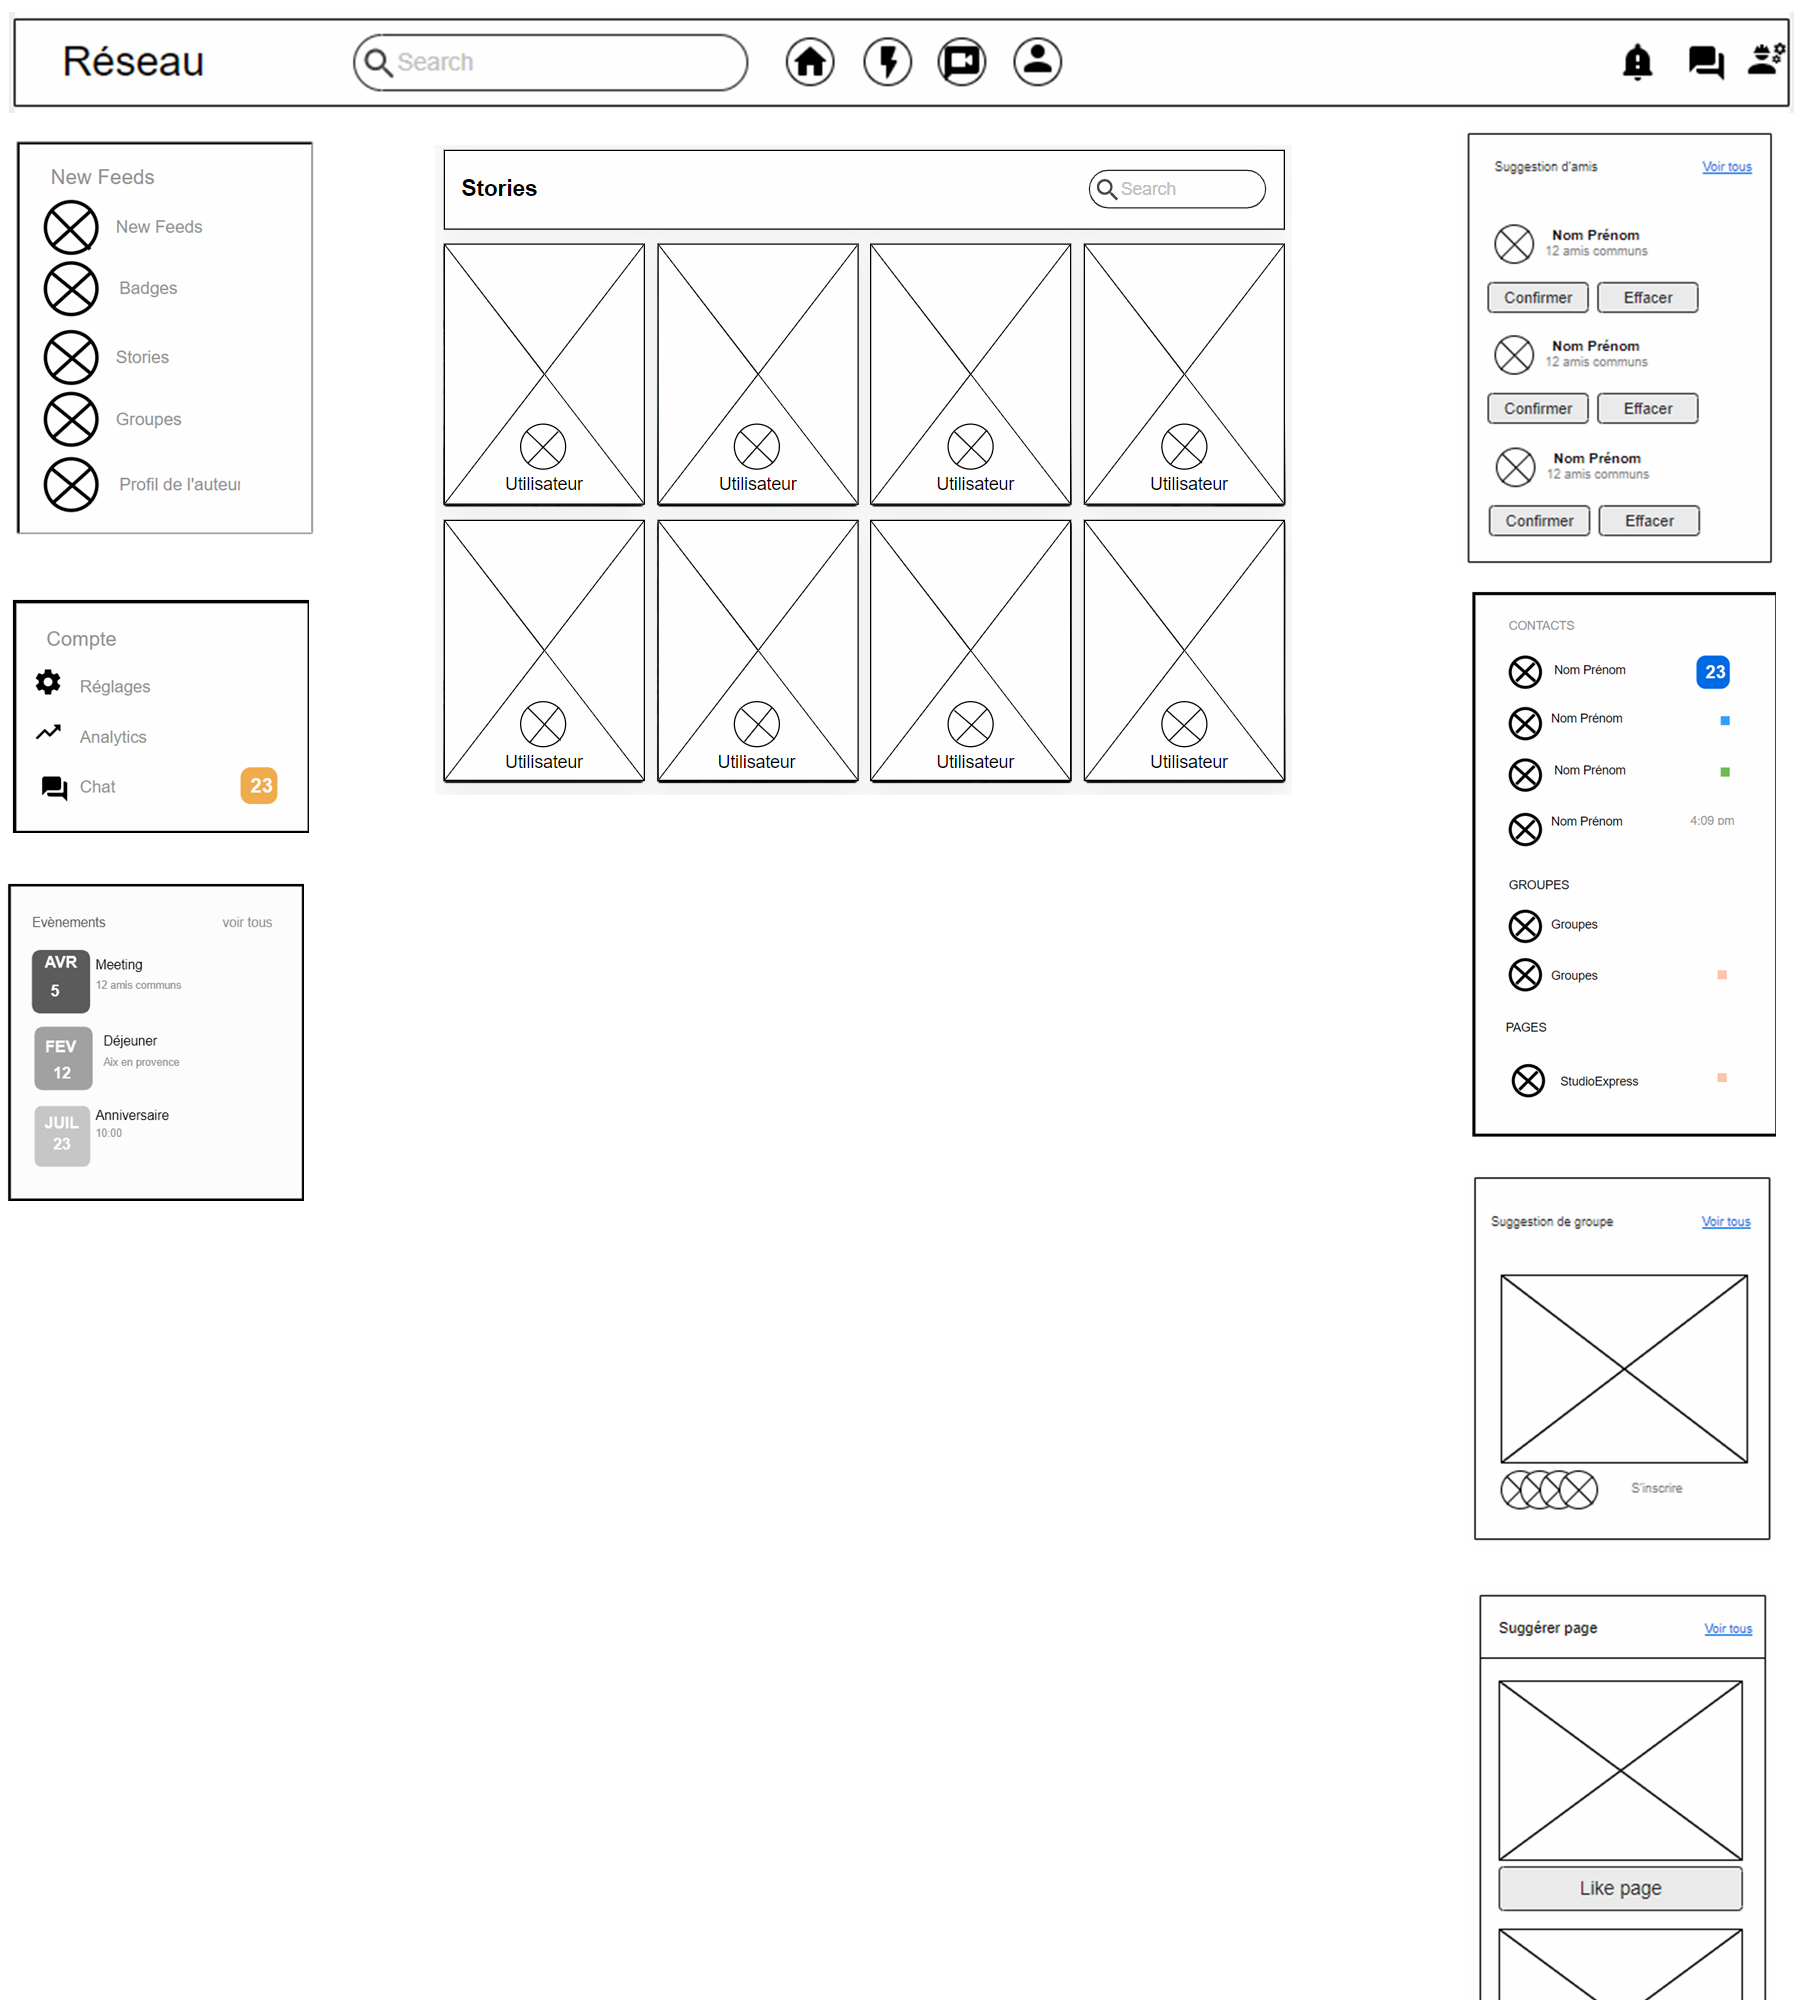 Réseau
Search
New Feeds
New Feeds
Badges
Stories
Groupes
Profil de l'auteur
Compte
Réglages
Analytics
Chat
23
Evènements
voir tous
AVR
5
Meeting
12 amis communs
FEV
12
Déjeuner
Aix en provence
JUIL
23
Anniversaire
10:00
Stories
Search
Utilisateur
Utilisateur
Utilisateur
Utilisateur
Utilisateur
Utilisateur
Utilisateur
Utilisateur
Suggestion d'amis
Voir tous
Nom Prénom
12 amis communs
Confirmer
Effacer
Nom Prénom
12 amis communs
Confirmer
Effacer
Nom Prénom
12 amis communs
Confirmer
Effacer
CONTACTS
Nom Prénom
23
Nom Prénom
Nom Prénom
Nom Prénom
4:09 pm
GROUPES
Groupes
Groupes
PAGES
StudioExpress
Suggestion de groupe
Voir tous
S'inscrire
Suggérer page
Voir tous
Like page